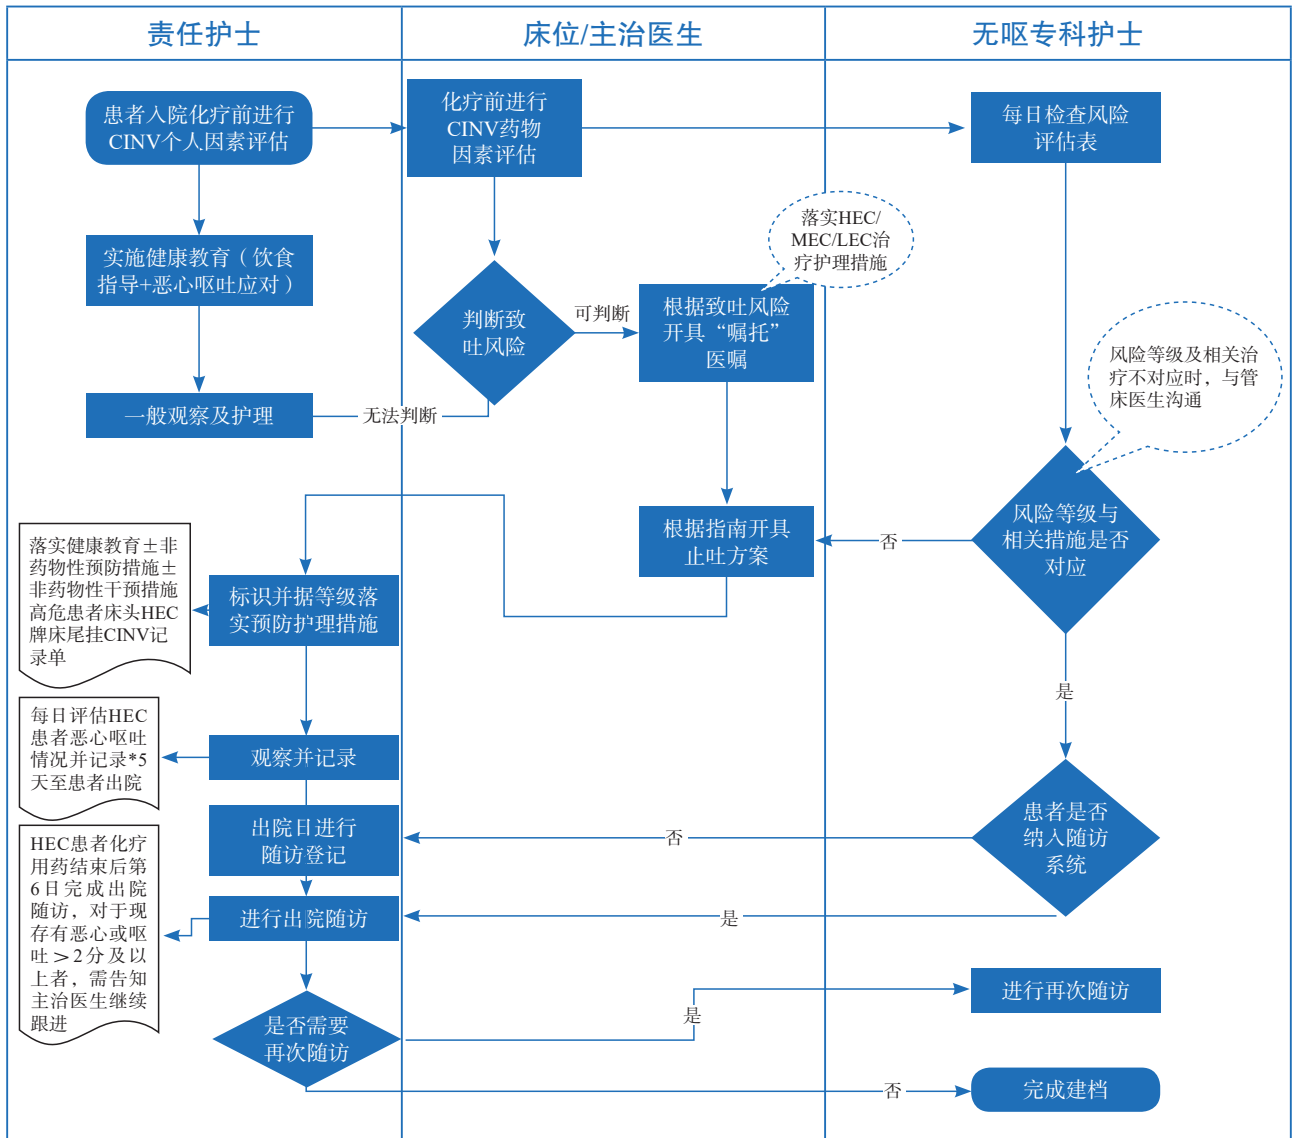 责任护士
床位/主治医生
无呕专科护士
患者入院化疗前进行
CINV个人因素评估
化疗前进行
CINV药物
因素评估
每日检查风险
评估表
落实HEC/
MEC/LEC治
疗护理措施
实施健康教育（饮食
指导+恶心呕吐应对）
判断致
吐风险
可判断
根据致吐风险
开具“嘱托”
医嘱
风险等级及相关治
疗不对应时，与管
床医生沟通
一般观察及护理
无法判断
落实健康教育±非
药物性预防措施±
非药物性干预措施
高危患者床头HEC
牌床尾挂CINV记
录单
标识并据等级落
实预防护理措施
根据指南开具
止吐方案
否
风险等级与
相关措施是否
对应
是
每日评估HEC
患者恶心呕吐
情况并记录*5
天至患者出院
观察并记录
出院日进行
随访登记
否
患者是否
纳入随访
系统
HEC患者化疗
用药结束后第
6日完成出院
随访，对于现
存有恶心或呕
吐＞2分及以
上者，需告知
主治医生继续
跟进
进行出院随访
是
是否需要
再次随访
是
进行再次随访
否
完成建档